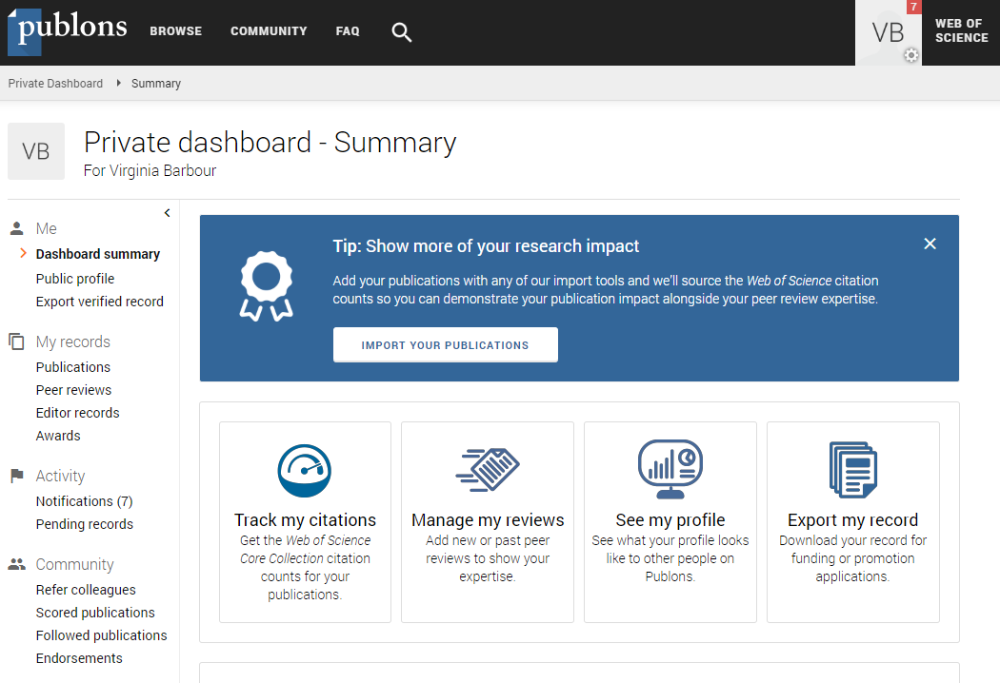 publons
BROWSE
COMMUNITY
FAQ
VB
7
WEB OF
SCIENCE
Private Dashboard
Summary
VB
Private dashboard - Summary
For Virginia Barbour
Me
Dashboard summary
Public profile
Export verified record
My records
Publications
Peer reviews
Editor records
Awards
Activity
Notifications (7)
Pending records
Community
Refer colleagues
Scored publications
Followed publications
Endorsements
Tip: Show more of your research impact
Add your publications with any of our import tools and we'll source the Web of Science citation
counts so you can demonstrate your publication impact alongside your peer review expertise.
IMPORT YOUR PUBLICATIONS
Track my citations
Get the Web of Science
Core Collection citation
counts for your
publications.
Manage my reviews
Add new or past peer
reviews to show your
expertise.
See my profile
See what your profile looks
like to other people on
Publons.
Export my record
Download your record for
funding or promotion
applications.